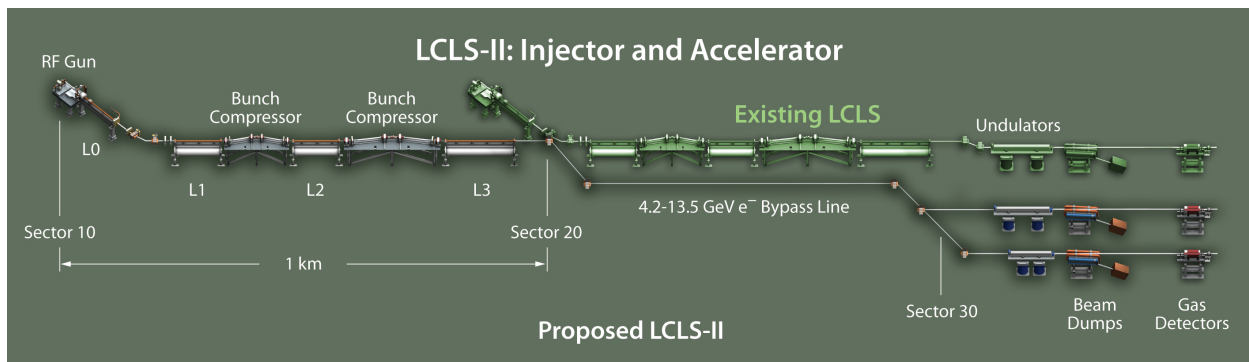 LCLS-II: Injector and Accelerator
RF Gun
Bunch
Compressor
Bunch
Compressor
Existing LCLS
Undulators
L0
L1
L2
L3
4.2-13.5 GeV e⁻ Bypass Line
Sector 10
Sector 20
1 km
Sector 30
Beam
Dumps
Gas
Detectors
Proposed LCLS-II